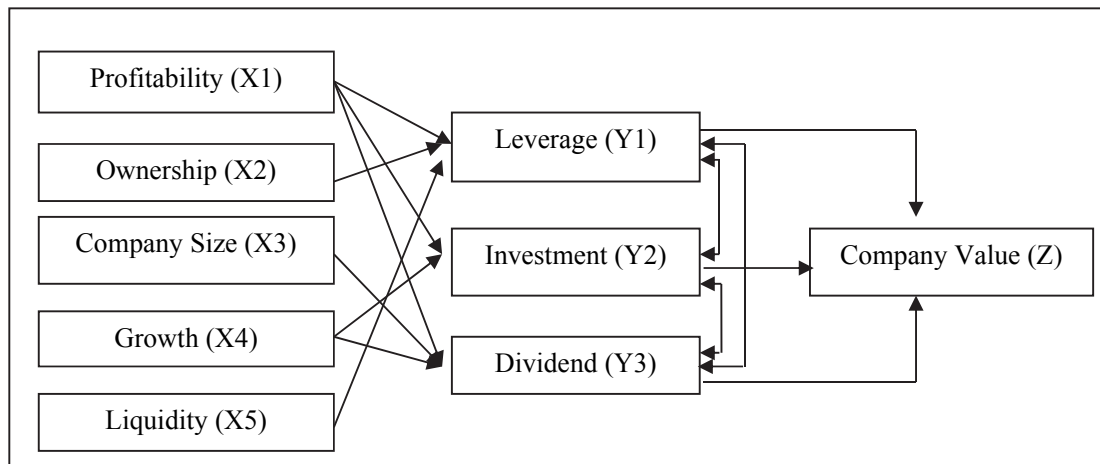 Profitability (X1)
Ownership (X2)
Company Size (X3)
Growth (X4)
Liquidity (X5)
Leverage (Y1)
Investment (Y2)
Dividend (Y3)
Company Value (Z)